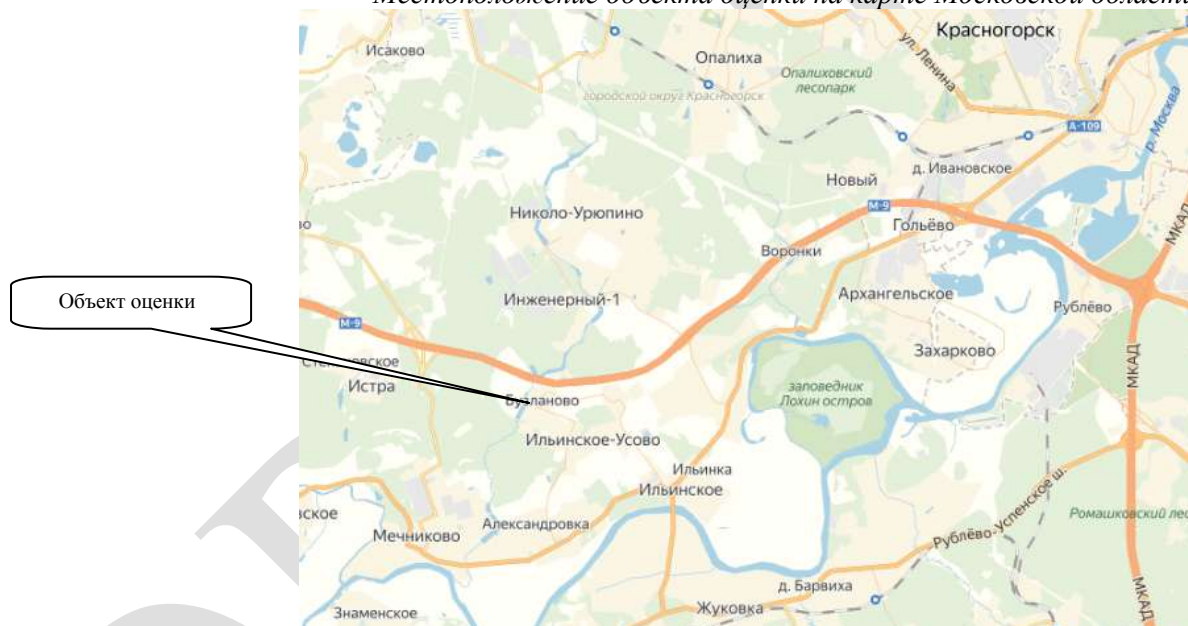 Местоположение объекта оценки на карте Московской области
Красногорск
Исаково
Опалиха
ул. Ленина
Опалиховский
лесопарк
городской округ Красногорск
р. Москва
А-109
д. Ивановское
Новый
М-9
Николо-Урюпино
Гольёво
МКАД
Воронки
Объект оценки
Инженерный-1
Архангельское
Рублёво
М-9
Захарково
МКАД
Истра
заповедник
Лохин остров
Бузланово
Ильинское-Усово
Ильинка
Ильинское
Рублёво-Успенское ш.
Александровка
Мечниково
Ромашковский лес
д. Барвиха
МКАД
Жуковка
Знаменское